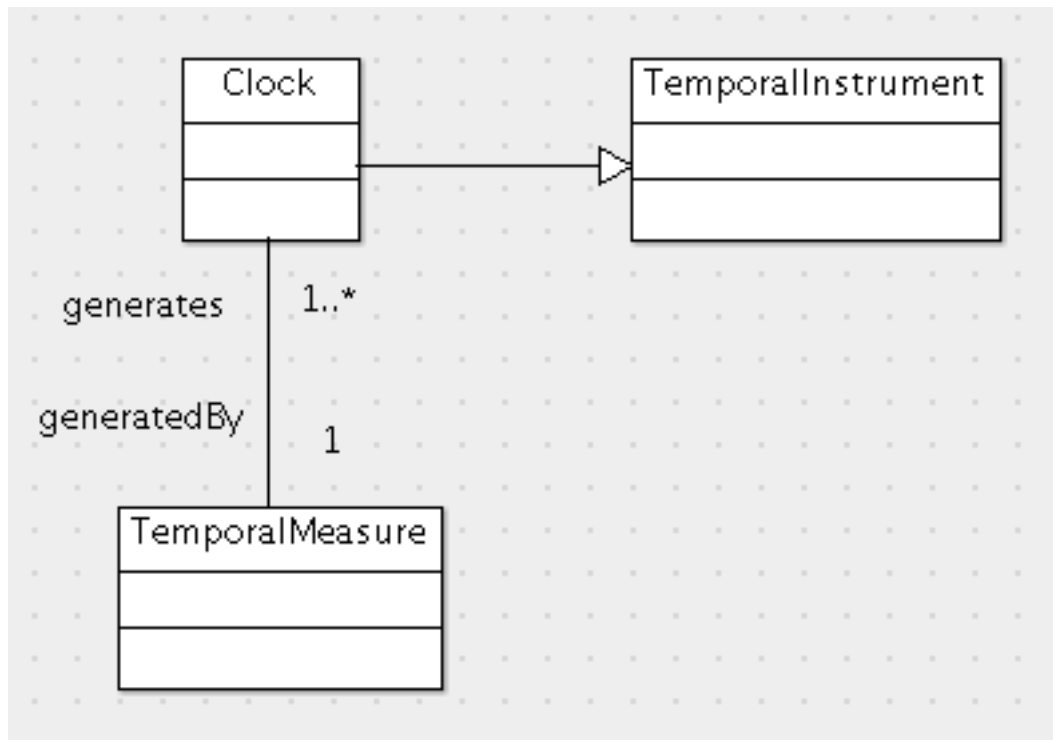 Clock
TemporalInstrument
generates
1..*
generatedBy
1
TemporalMeasure